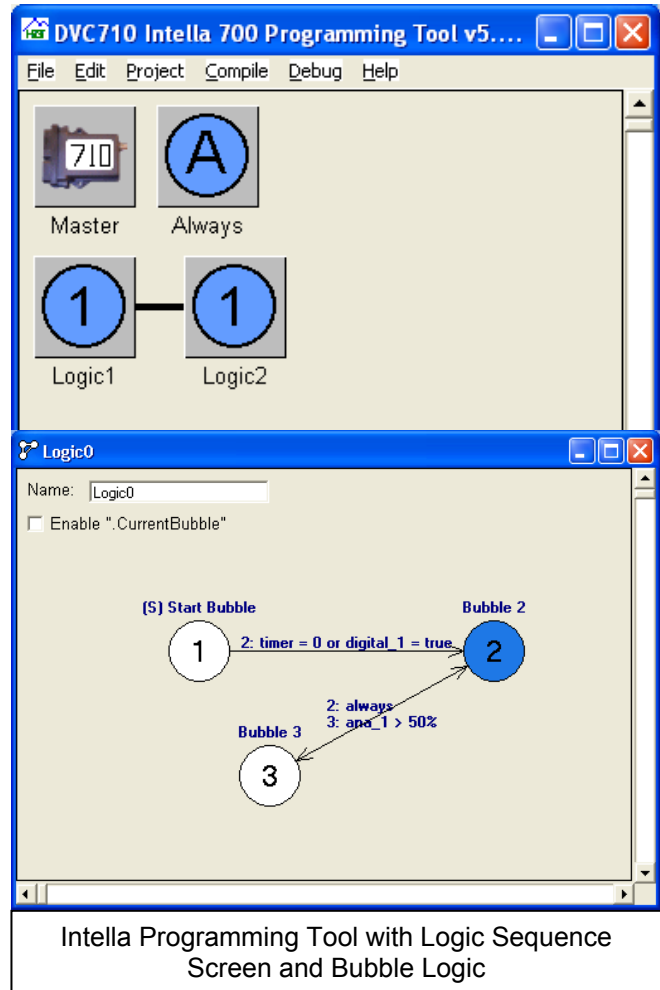 DVC710 Intella 700 Programming Tool v5....
File Edit Project Compile Debug Help
710
A
Master Always
1 1
Logic1 Logic2
Logic0
Name: Logic0
Enable ".CurrentBubble"
(S) Start Bubble Bubble 2
1 2: timer = 0 or digital_1 = true 2
2: always
3: ana_1 > 50%
Bubble 3
3
Intella Programming Tool with Logic Sequence
Screen and Bubble Logic